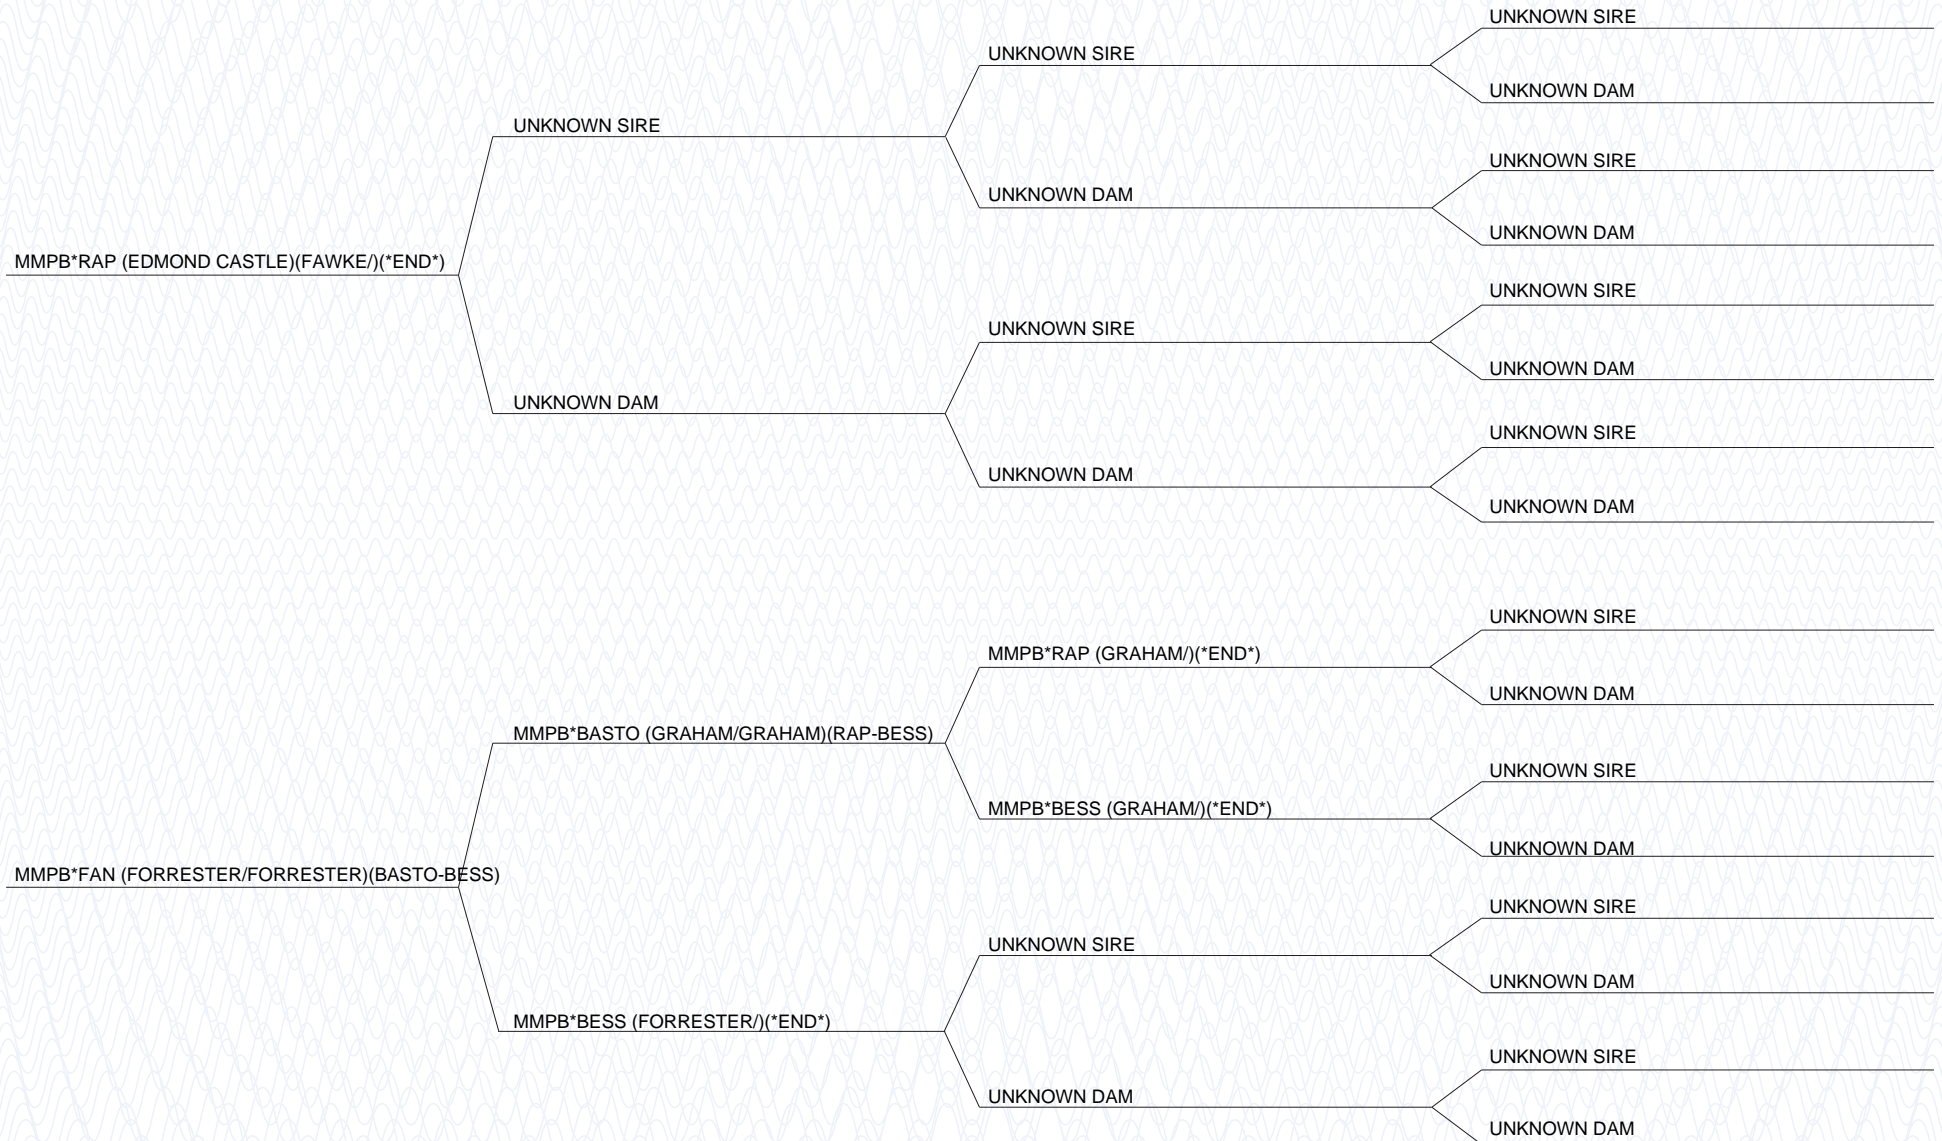 UNKNOWN SIRE
UNKNOWN SIRE
UNKNOWN DAM
UNKNOWN SIRE
UNKNOWN SIRE
UNKNOWN DAM
UNKNOWN DAM
MMPB*RAP (EDMOND CASTLE)(FAWKE/)(*END*)
UNKNOWN SIRE
UNKNOWN SIRE
UNKNOWN DAM
UNKNOWN DAM
UNKNOWN SIRE
UNKNOWN DAM
UNKNOWN DAM
UNKNOWN SIRE
MMPB*RAP (GRAHAM/)(*END*)
UNKNOWN DAM
MMPB*BASTO (GRAHAM/GRAHAM)(RAP-BESS)
UNKNOWN SIRE
MMPB*BESS (GRAHAM/)(*END*)
UNKNOWN DAM
MMPB*FAN (FORRESTER/FORRESTER)(BASTO-BESS)
UNKNOWN SIRE
UNKNOWN SIRE
UNKNOWN DAM
MMPB*BESS (FORRESTER/)(*END*)
UNKNOWN SIRE
UNKNOWN DAM
UNKNOWN DAM